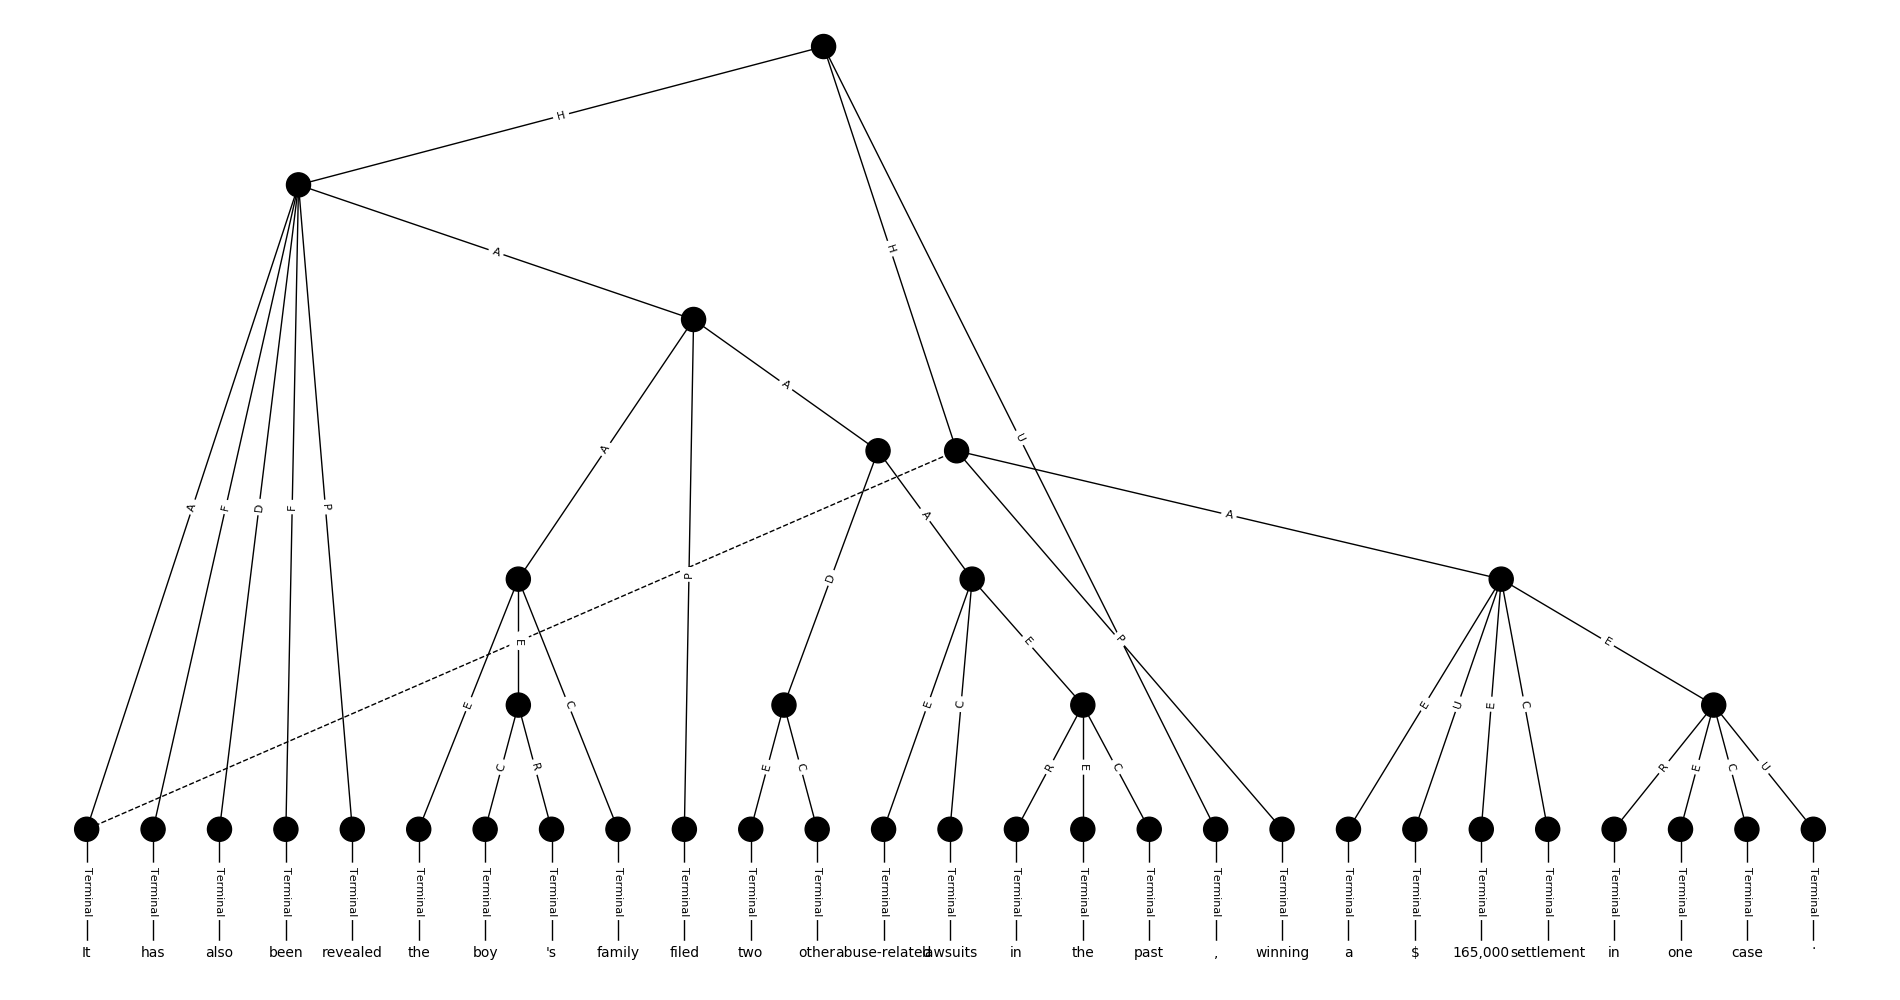 H
A
H
A
A
U
A
F
D
F
P
A
A
P
D
E
P
E
E
E
C
E
C
E
U
E
C
C
R
E
C
R
E
C
R
E
C
U
Terminal Terminal Terminal Terminal Terminal Terminal Terminal Terminal Terminal Terminal Terminal Terminal Terminal Terminal Terminal Terminal Terminal Terminal Terminal Terminal Terminal Terminal Terminal Terminal Terminal Terminal Terminal
It has also been revealed the boy 's family filed two other abuse-related lawsuits in the past , winning a $ 165,000 settlement in one case .